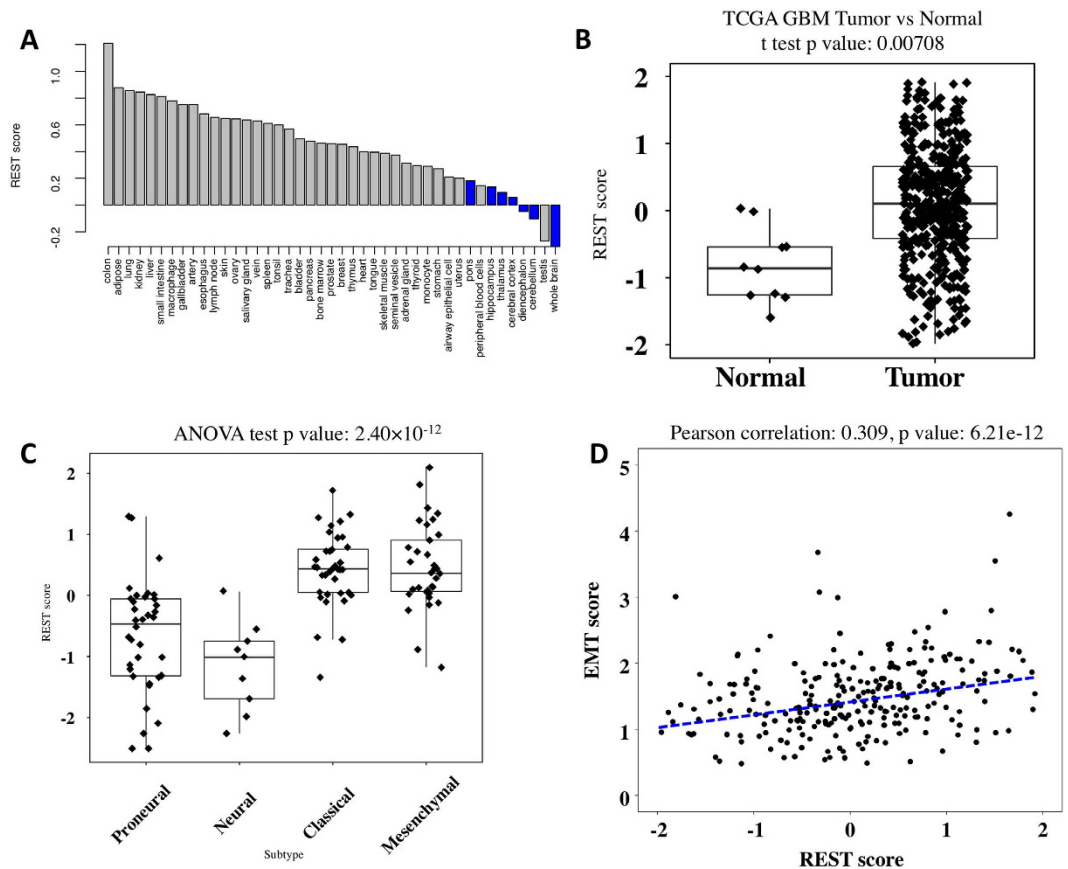 A
REST score
1.0
0.6
0.2
-0.2
colon
adipose
lung
kidney
liver
small intestine
macrophage
gallbladder
artery
esophagus
lymph node
skin
ovary
salivary gland
vein
spleen
tonsil
trachea
bladder
pancreas
bone marrow
prostate
breast
thymus
heart
tongue
skeletal muscle
seminal vesicle
adrenal gland
thyroid
monocyte
stomach
airway epithelial cell
uterus
pons
peripheral blood cells
hippocampus
thalamus
cerebral cortex
diencephalon
cerebellum
testis
whole brain
B
TCGA GBM Tumor vs Normal
t test p value: 0.00708
REST score
2
1
0
-1
-2
Normal Tumor
C
ANOVA test p value: 2.40×10-12
REST score
2
1
0
-1
-2
Proneural
Neural
Classical
Mesenchymal
Subtype
D
Pearson correlation: 0.309, p value: 6.21e-12
EMT score
5
4
3
2
1
0
-2 -1 0 1 2
REST score